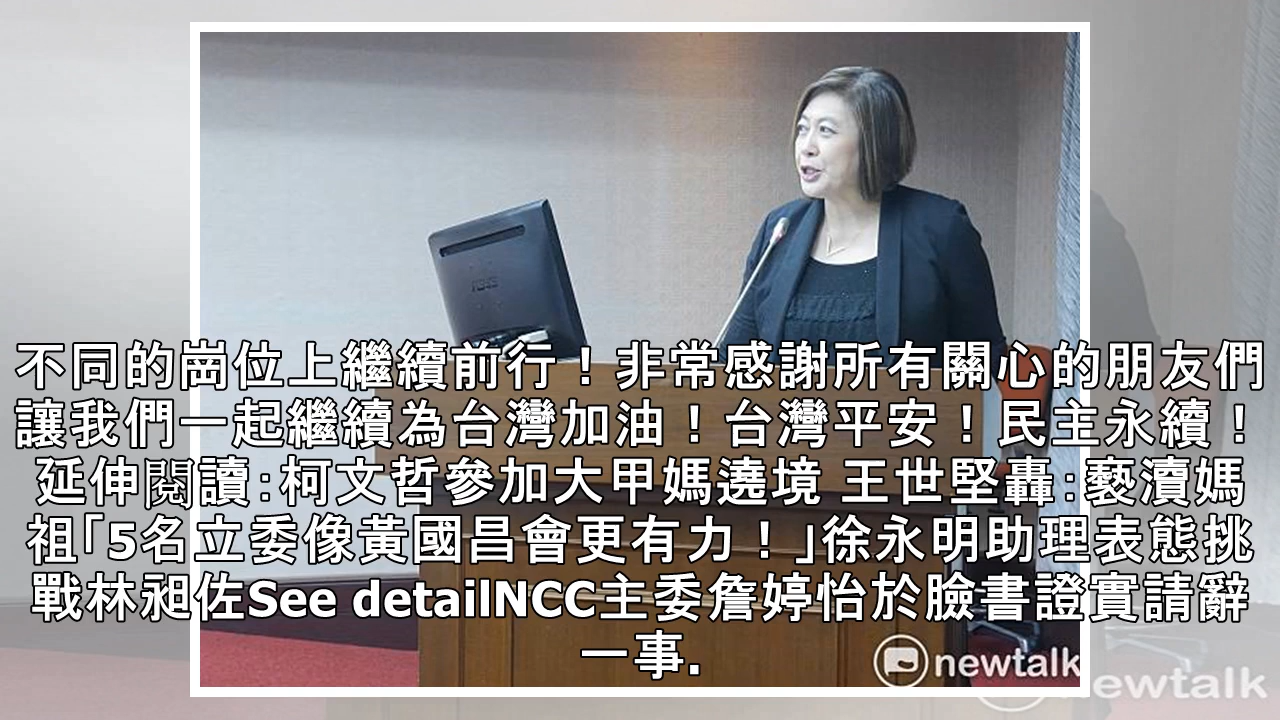 不同的崗位上繼續前行！非常感謝所有關心的朋友們
讓我們一起繼續為台灣加油！台灣平安！民主永續！
延伸閱讀：柯文哲參加大甲媽遶境 王世堅轟：褻瀆媽
祖「5名立委像黃國昌會更有力！」徐永明助理表態挑
戰林昶佐See detailNCC主委詹婷怡於臉書證實請辭
一事.
newtalk
newtalk